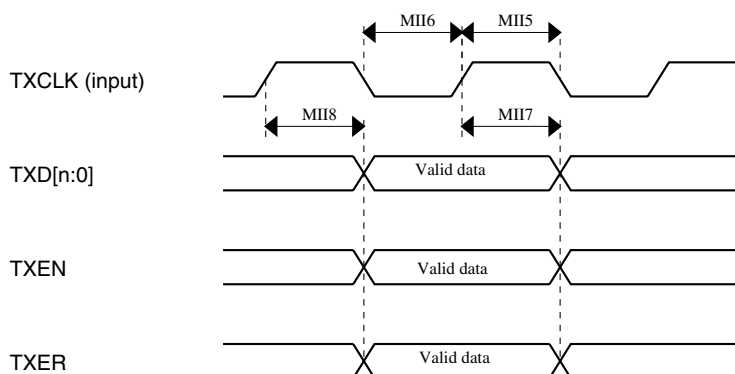 MII6 MII5
TXCLK (input)
MII8 MII7
TXD[n:0] Valid data
TXEN Valid data
TXER Valid data